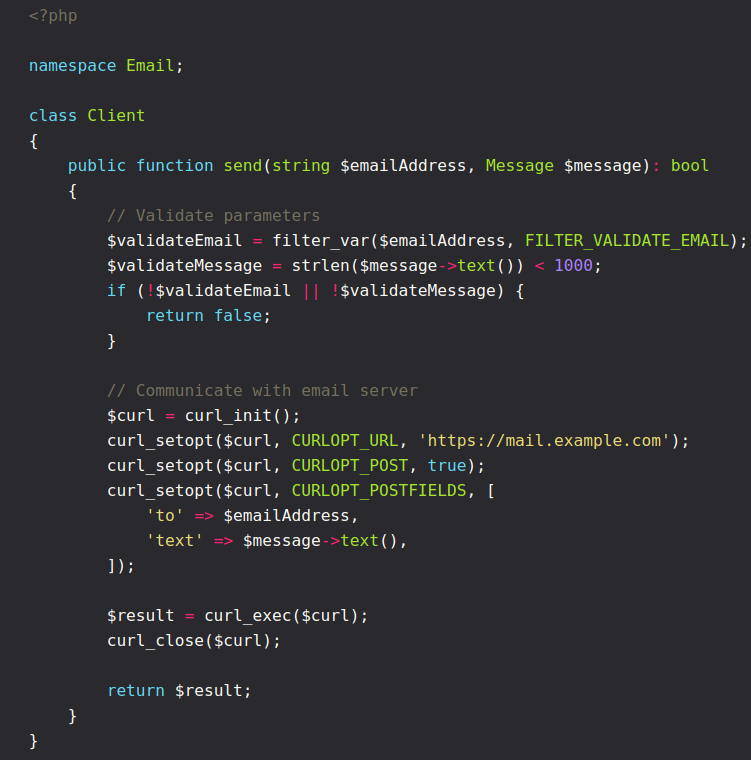 <?php
namespace Email;
class Client
{
public function send(string $emailAddress, Message $message): bool
{
// Validate parameters
$validateEmail = filter_var($emailAddress, FILTER_VALIDATE_EMAIL);
$validateMessage = strlen($message->text()) < 1000;
if (!$validateEmail || !$validateMessage) {
return false;
}
// Communicate with email server
$curl = curl_init();
curl_setopt($curl, CURLOPT_URL, 'https://mail.example.com');
curl_setopt($curl, CURLOPT_POST, true);
curl_setopt($curl, CURLOPT_POSTFIELDS, [
'to' => $emailAddress,
'text' => $message->text(),
]);
$result = curl_exec($curl);
curl_close($curl);
return $result;
}
}